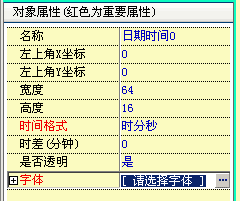 对象属性(红色为重要属性)
名称 日期时间0
左上角X坐标 0
左上角Y坐标 0
宽度 64
高度 16
时间格式 时分秒
时差(分钟) 0
是否透明 是
字体 [ 请选择字体 ] ...